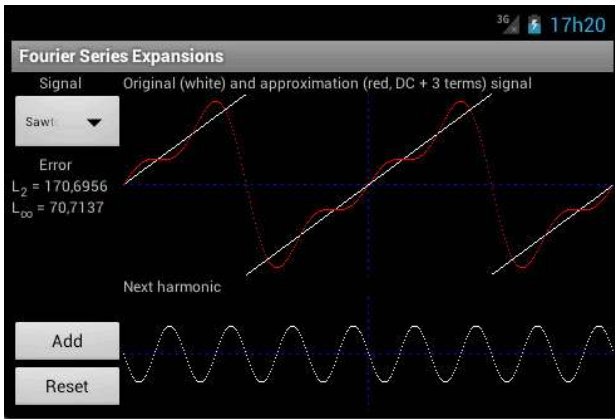 3G 17h20
Fourier Series Expansions
Signal
Original (white) and approximation (red, DC + 3 terms) signal
Sawt
Error
L2 = 170,6956
L∞ = 70,7137
Next harmonic
Add
Reset